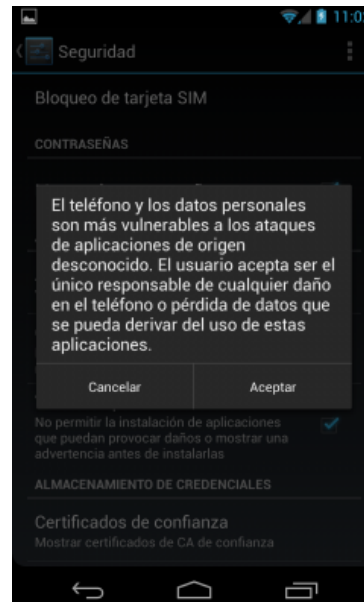 11:0
Seguridad
Bloqueo de tarjeta SIM
CONTRASEÑAS
El teléfono y los datos personales
son más vulnerables a los ataques
de aplicaciones de origen
desconocido. El usuario acepta ser el
único responsable de cualquier daño
en el teléfono o pérdida de datos que
se pueda derivar del uso de estas
aplicaciones.
Cancelar Aceptar
No permitir la instalación de aplicaciones
que puedan provocar daños o mostrar una
advertencia antes de instalarlas
ALMACENAMIENTO DE CREDENCIALES
Certificados de confianza
Mostrar certificados de CA de confianza